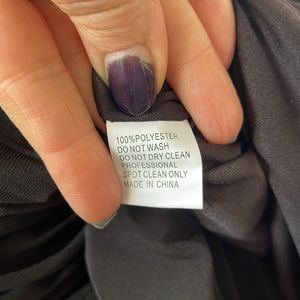 100%POLYESTER
DO NOT WASH
DO NOT DRY CLEAN
PROFESSIONAL
SPOT CLEAN ONLY
MADE IN CHINA